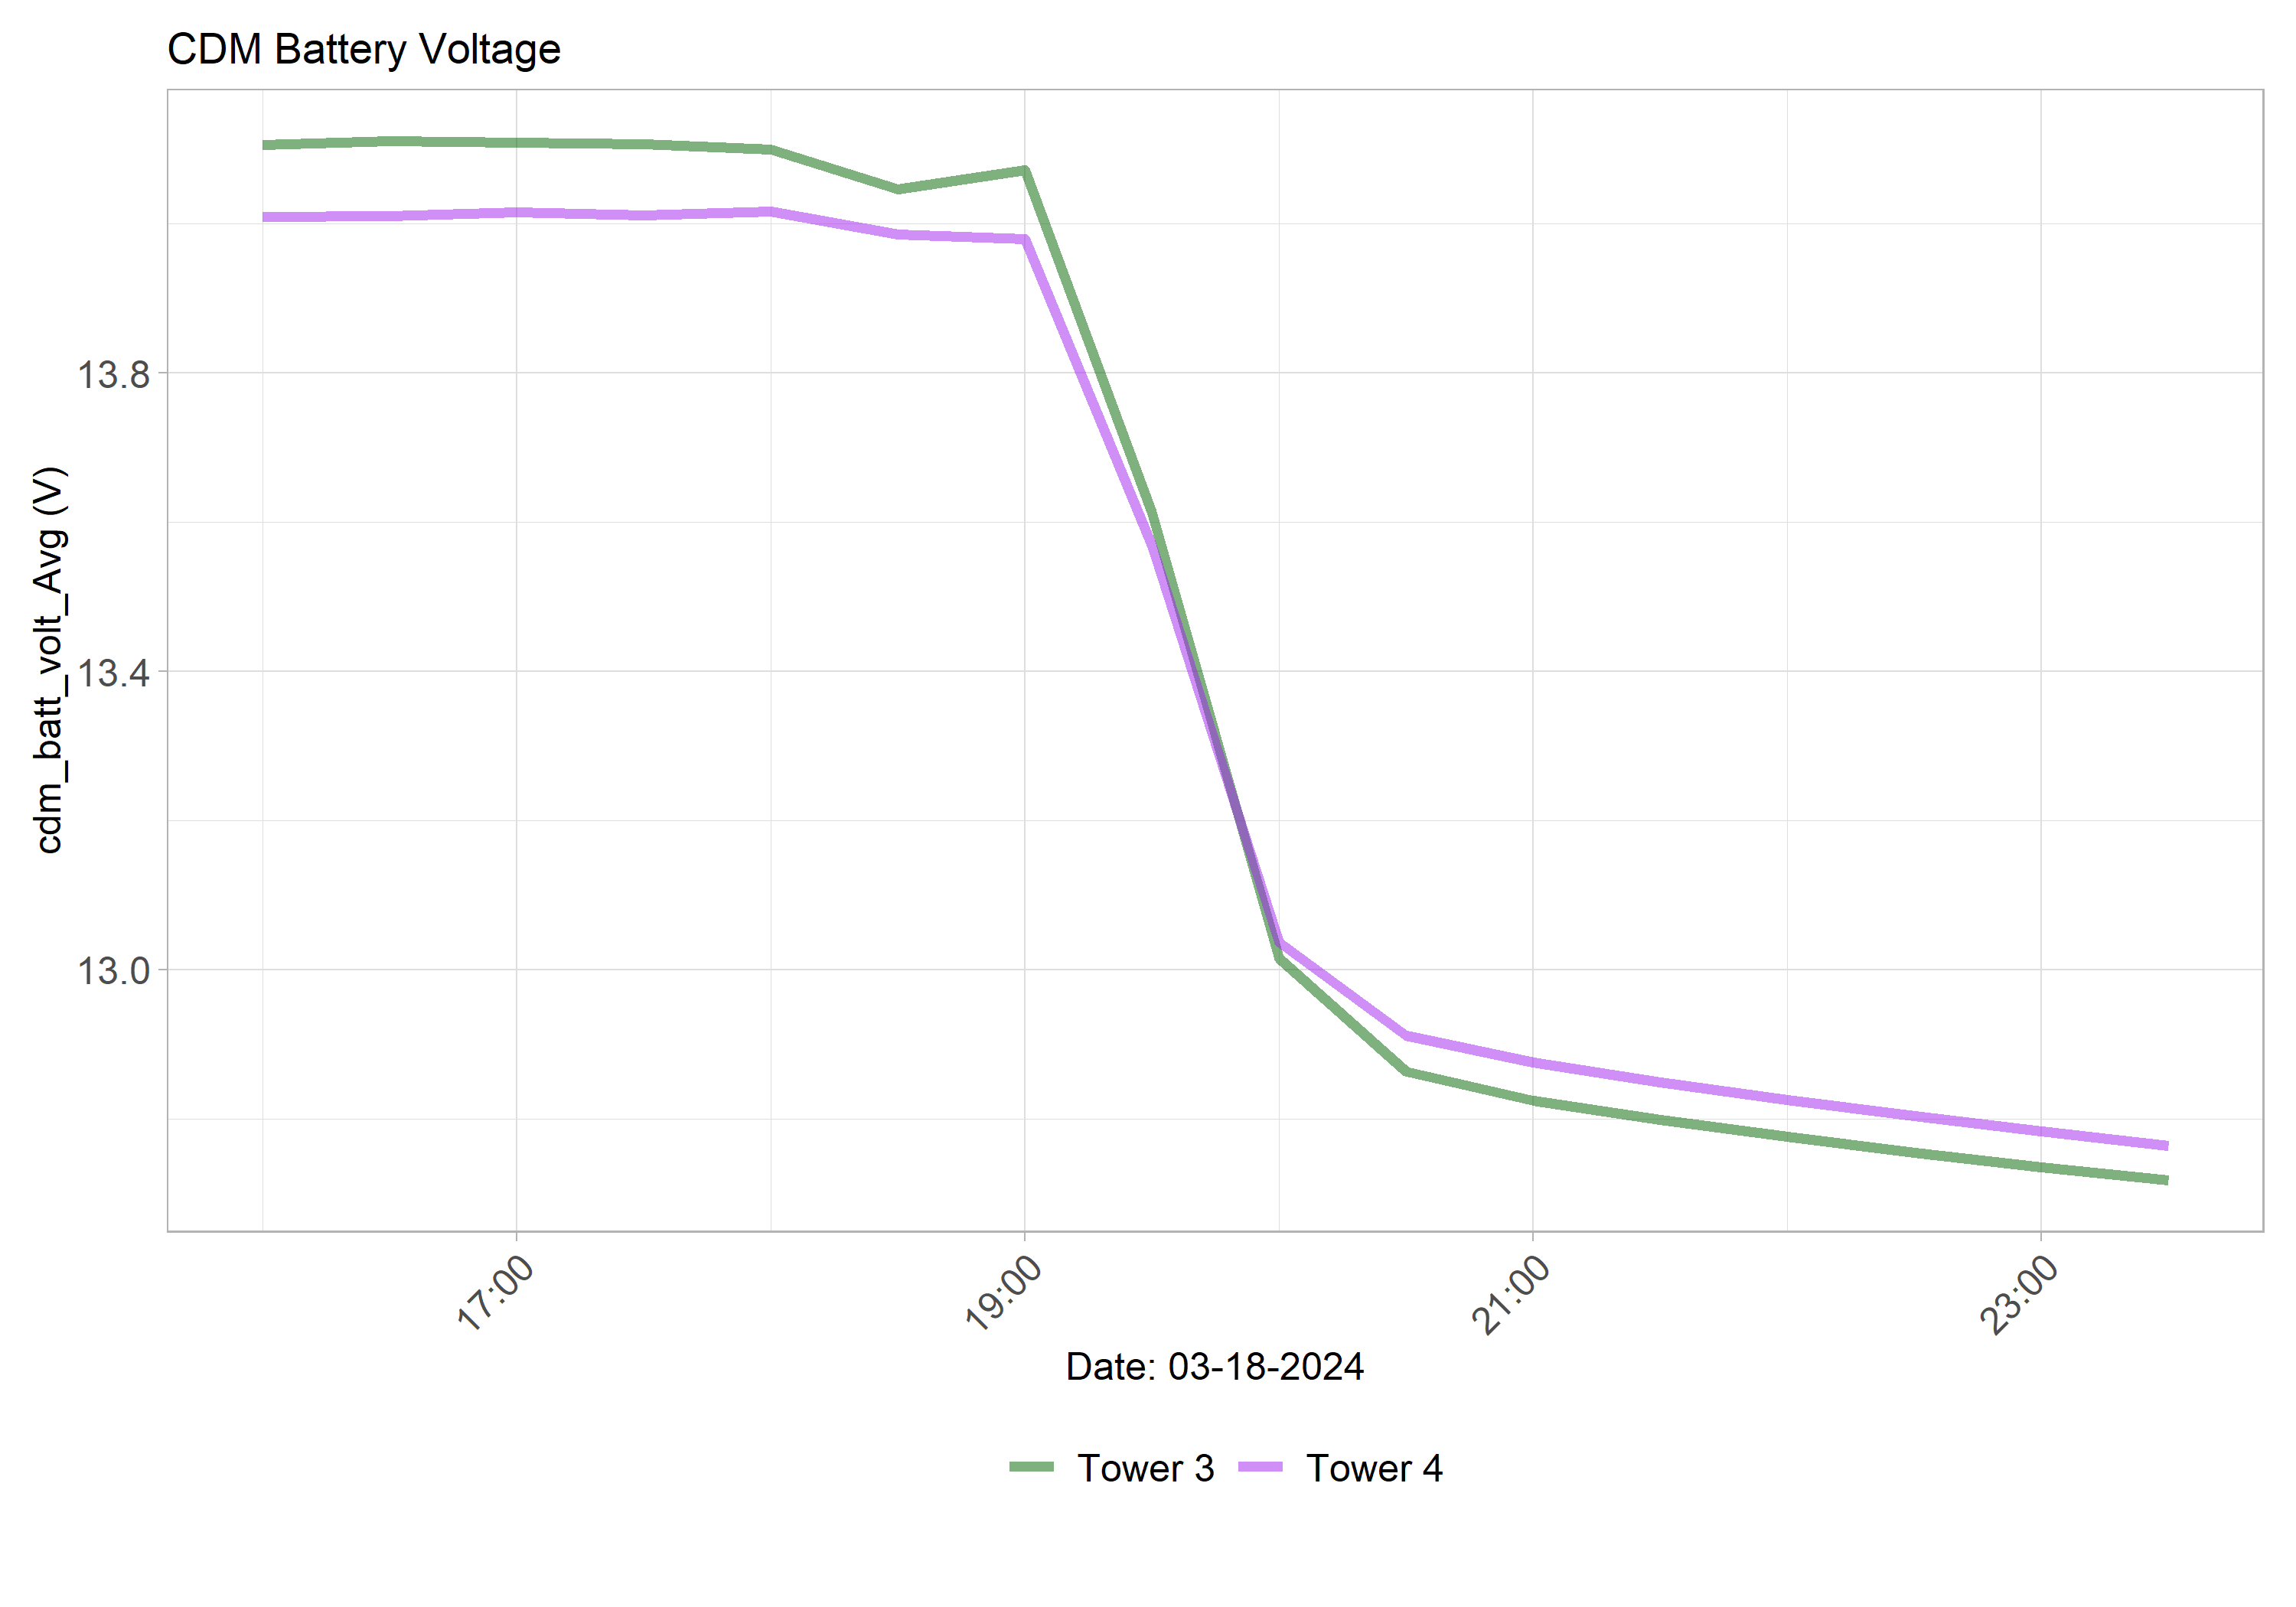 CDM Battery Voltage
cdm_batt_volt_Avg (V)
13.8
13.4
13.0
17:00
19:00
21:00
23:00
Date: 03-18-2024
Tower 3
Tower 4